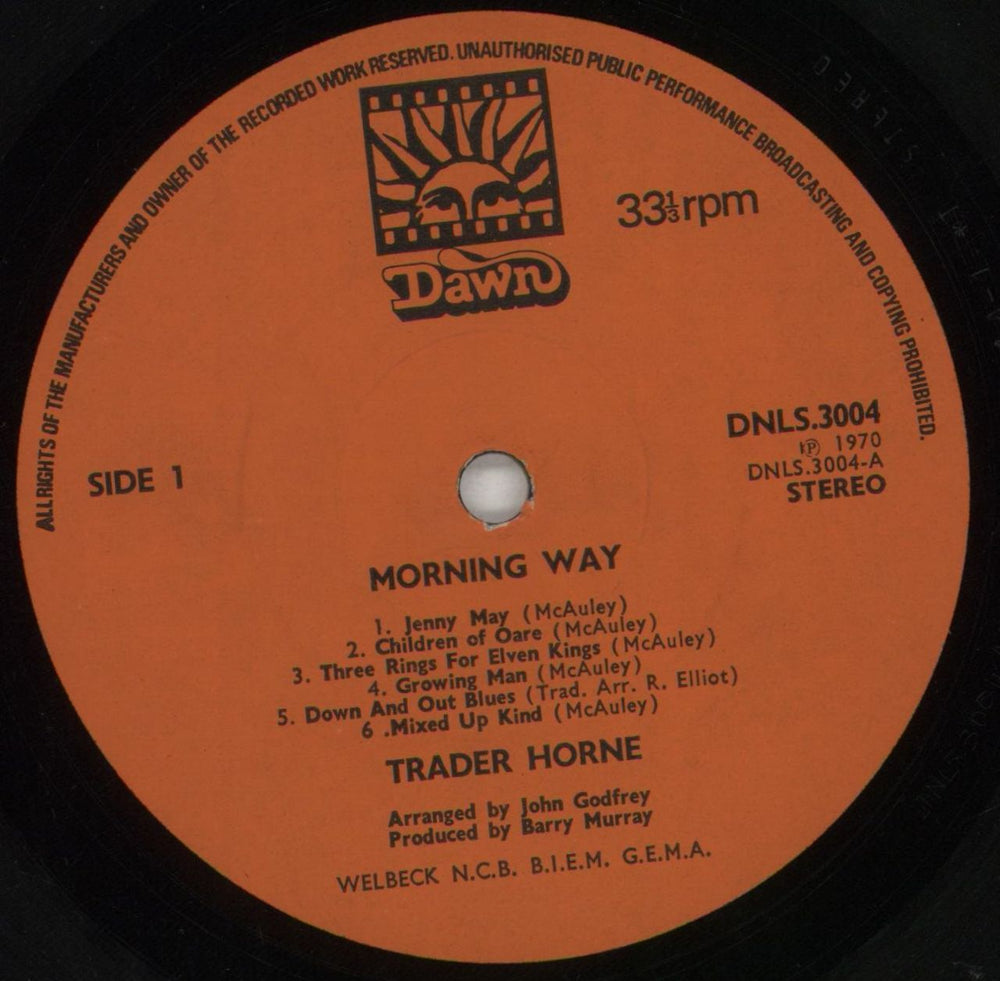 ALL RIGHTS OF THE MANUFACTURERS AND OWNER OF THE RECORDED WORK RESERVED. UNAUTHORISED PUBLIC PERFORMANCE BROADCASTING AND COPYING PROHIBITED.
33⅓ rpm
Dawn
DNLS.3004
Ⓟ 1970
DNLS.3004-A
STEREO
SIDE 1
MORNING WAY
1. Jenny May (McAuley)
2. Children of Oare (McAuley)
3. Three Rings For Elven Kings (McAuley)
4. Growing Man (McAuley)
5. Down And Out Blues (Trad. Arr. R. Elliot)
6 .Mixed Up Kind (McAuley)
TRADER HORNE
Arranged by John Godfrey
Produced by Barry Murray
WELBECK N.C.B. B.I.E.M. G.E.M.A.
STEREO